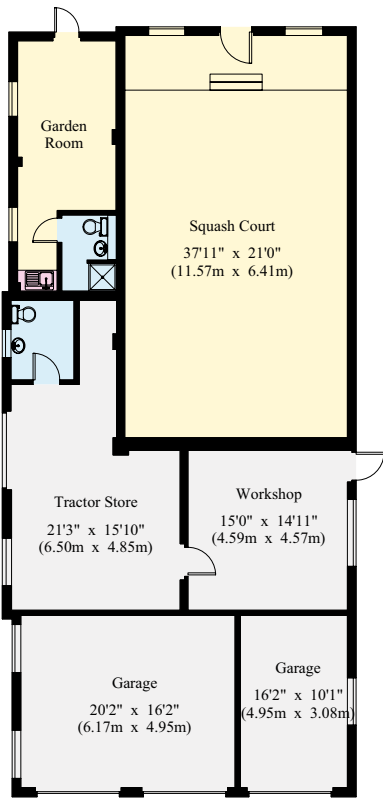 Garden
Room
Squash Court
37'11" x 21'0"
(11.57m x 6.41m)
Tractor Store
21'3" x 15'10"
(6.50m x 4.85m)
Workshop
15'0" x 14'11"
(4.59m x 4.57m)
Garage
20'2" x 16'2"
(6.17m x 4.95m)
Garage
16'2" x 10'1"
(4.95m x 3.08m)